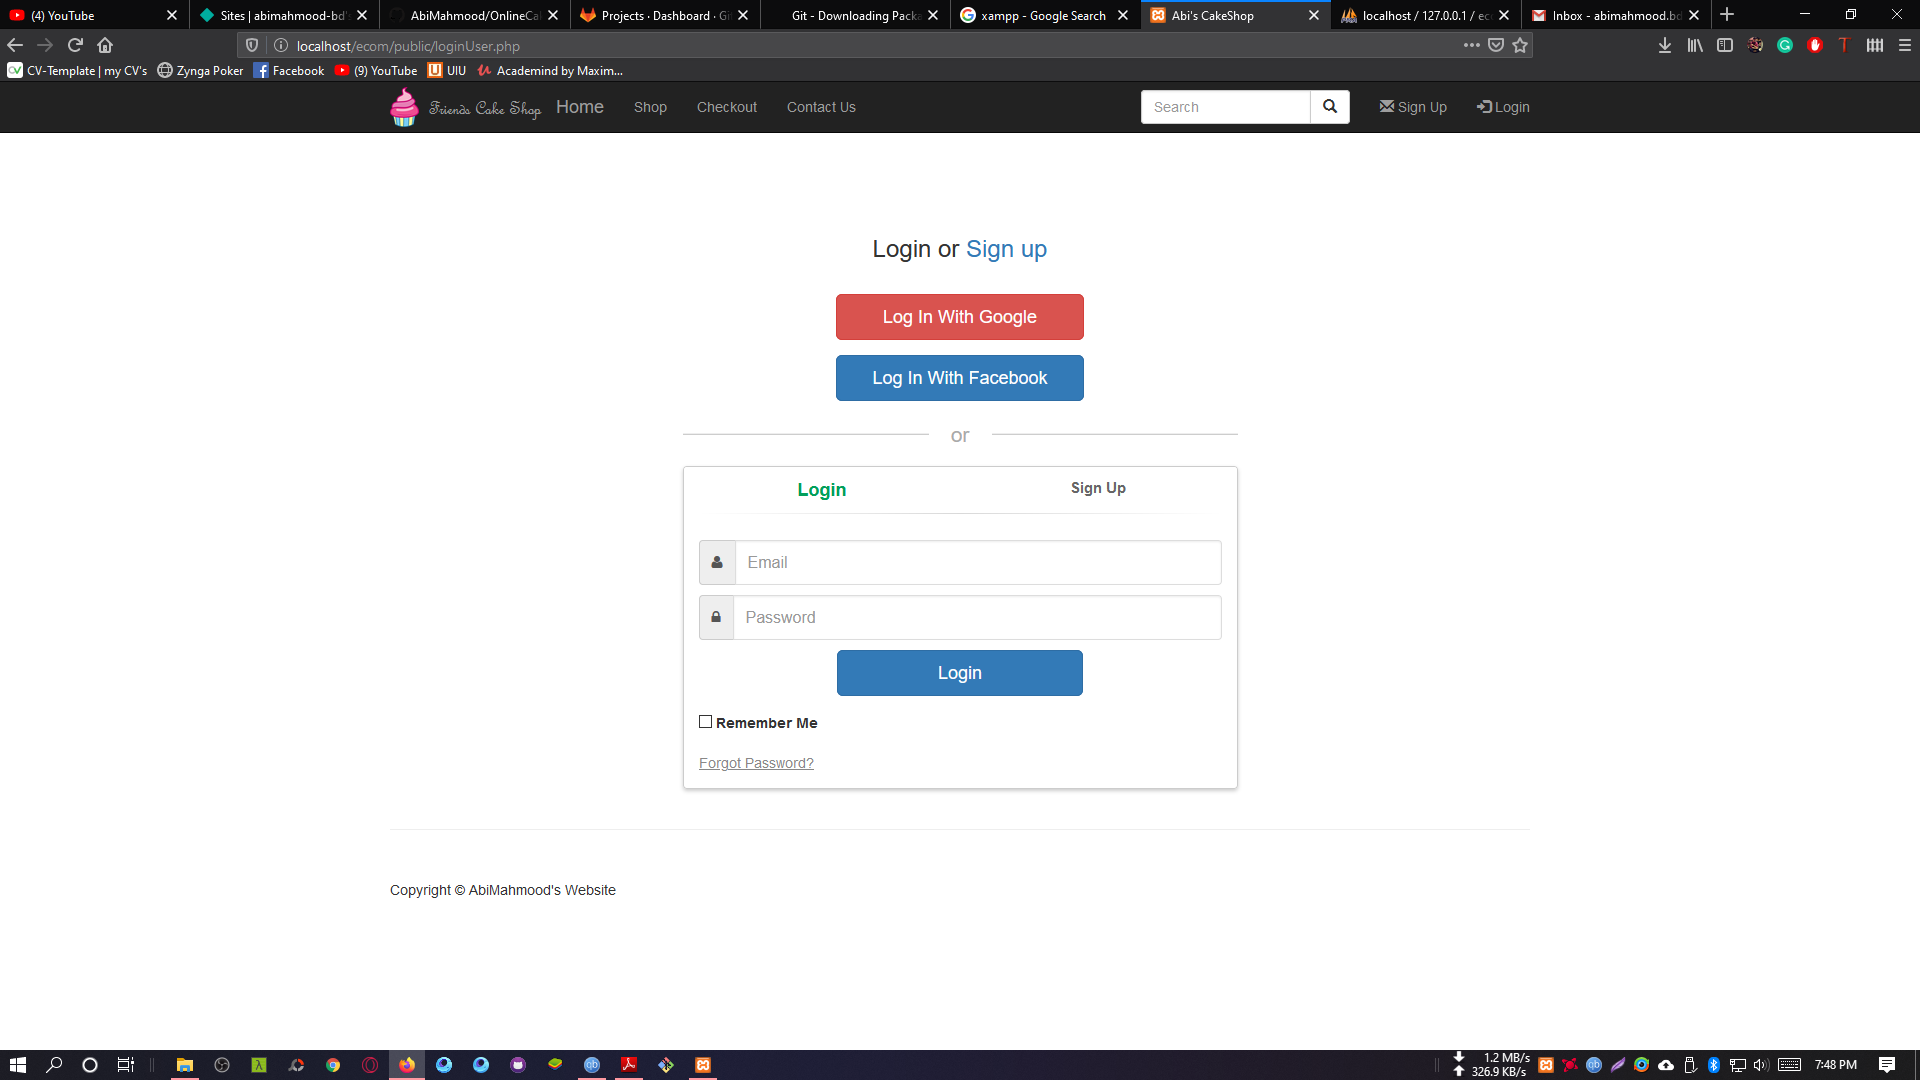 (4) YouTube
Sites | abimahmood-bd's
AbiMahmood/OnlineCak
Projects · Dashboard · Git
Git - Downloading Packa
xampp - Google Search
Abi's CakeShop
localhost / 127.0.0.1 / eco
Inbox - abimahmood.bd
localhost/ecom/public/loginUser.php
CV-Template | my CV's
Zynga Poker
Facebook
(9) YouTube
UIU
Academind by Maxim...
Friends Cake Shop
Home
Shop
Checkout
Contact Us
Search
Sign Up
Login
Login or Sign up
Log In With Google
Log In With Facebook
or
Login
Sign Up
Email
Password
Login
Remember Me
Forgot Password?
Copyright © AbiMahmood's Website
1.2 MB/s
326.9 KB/s
7:48 PM